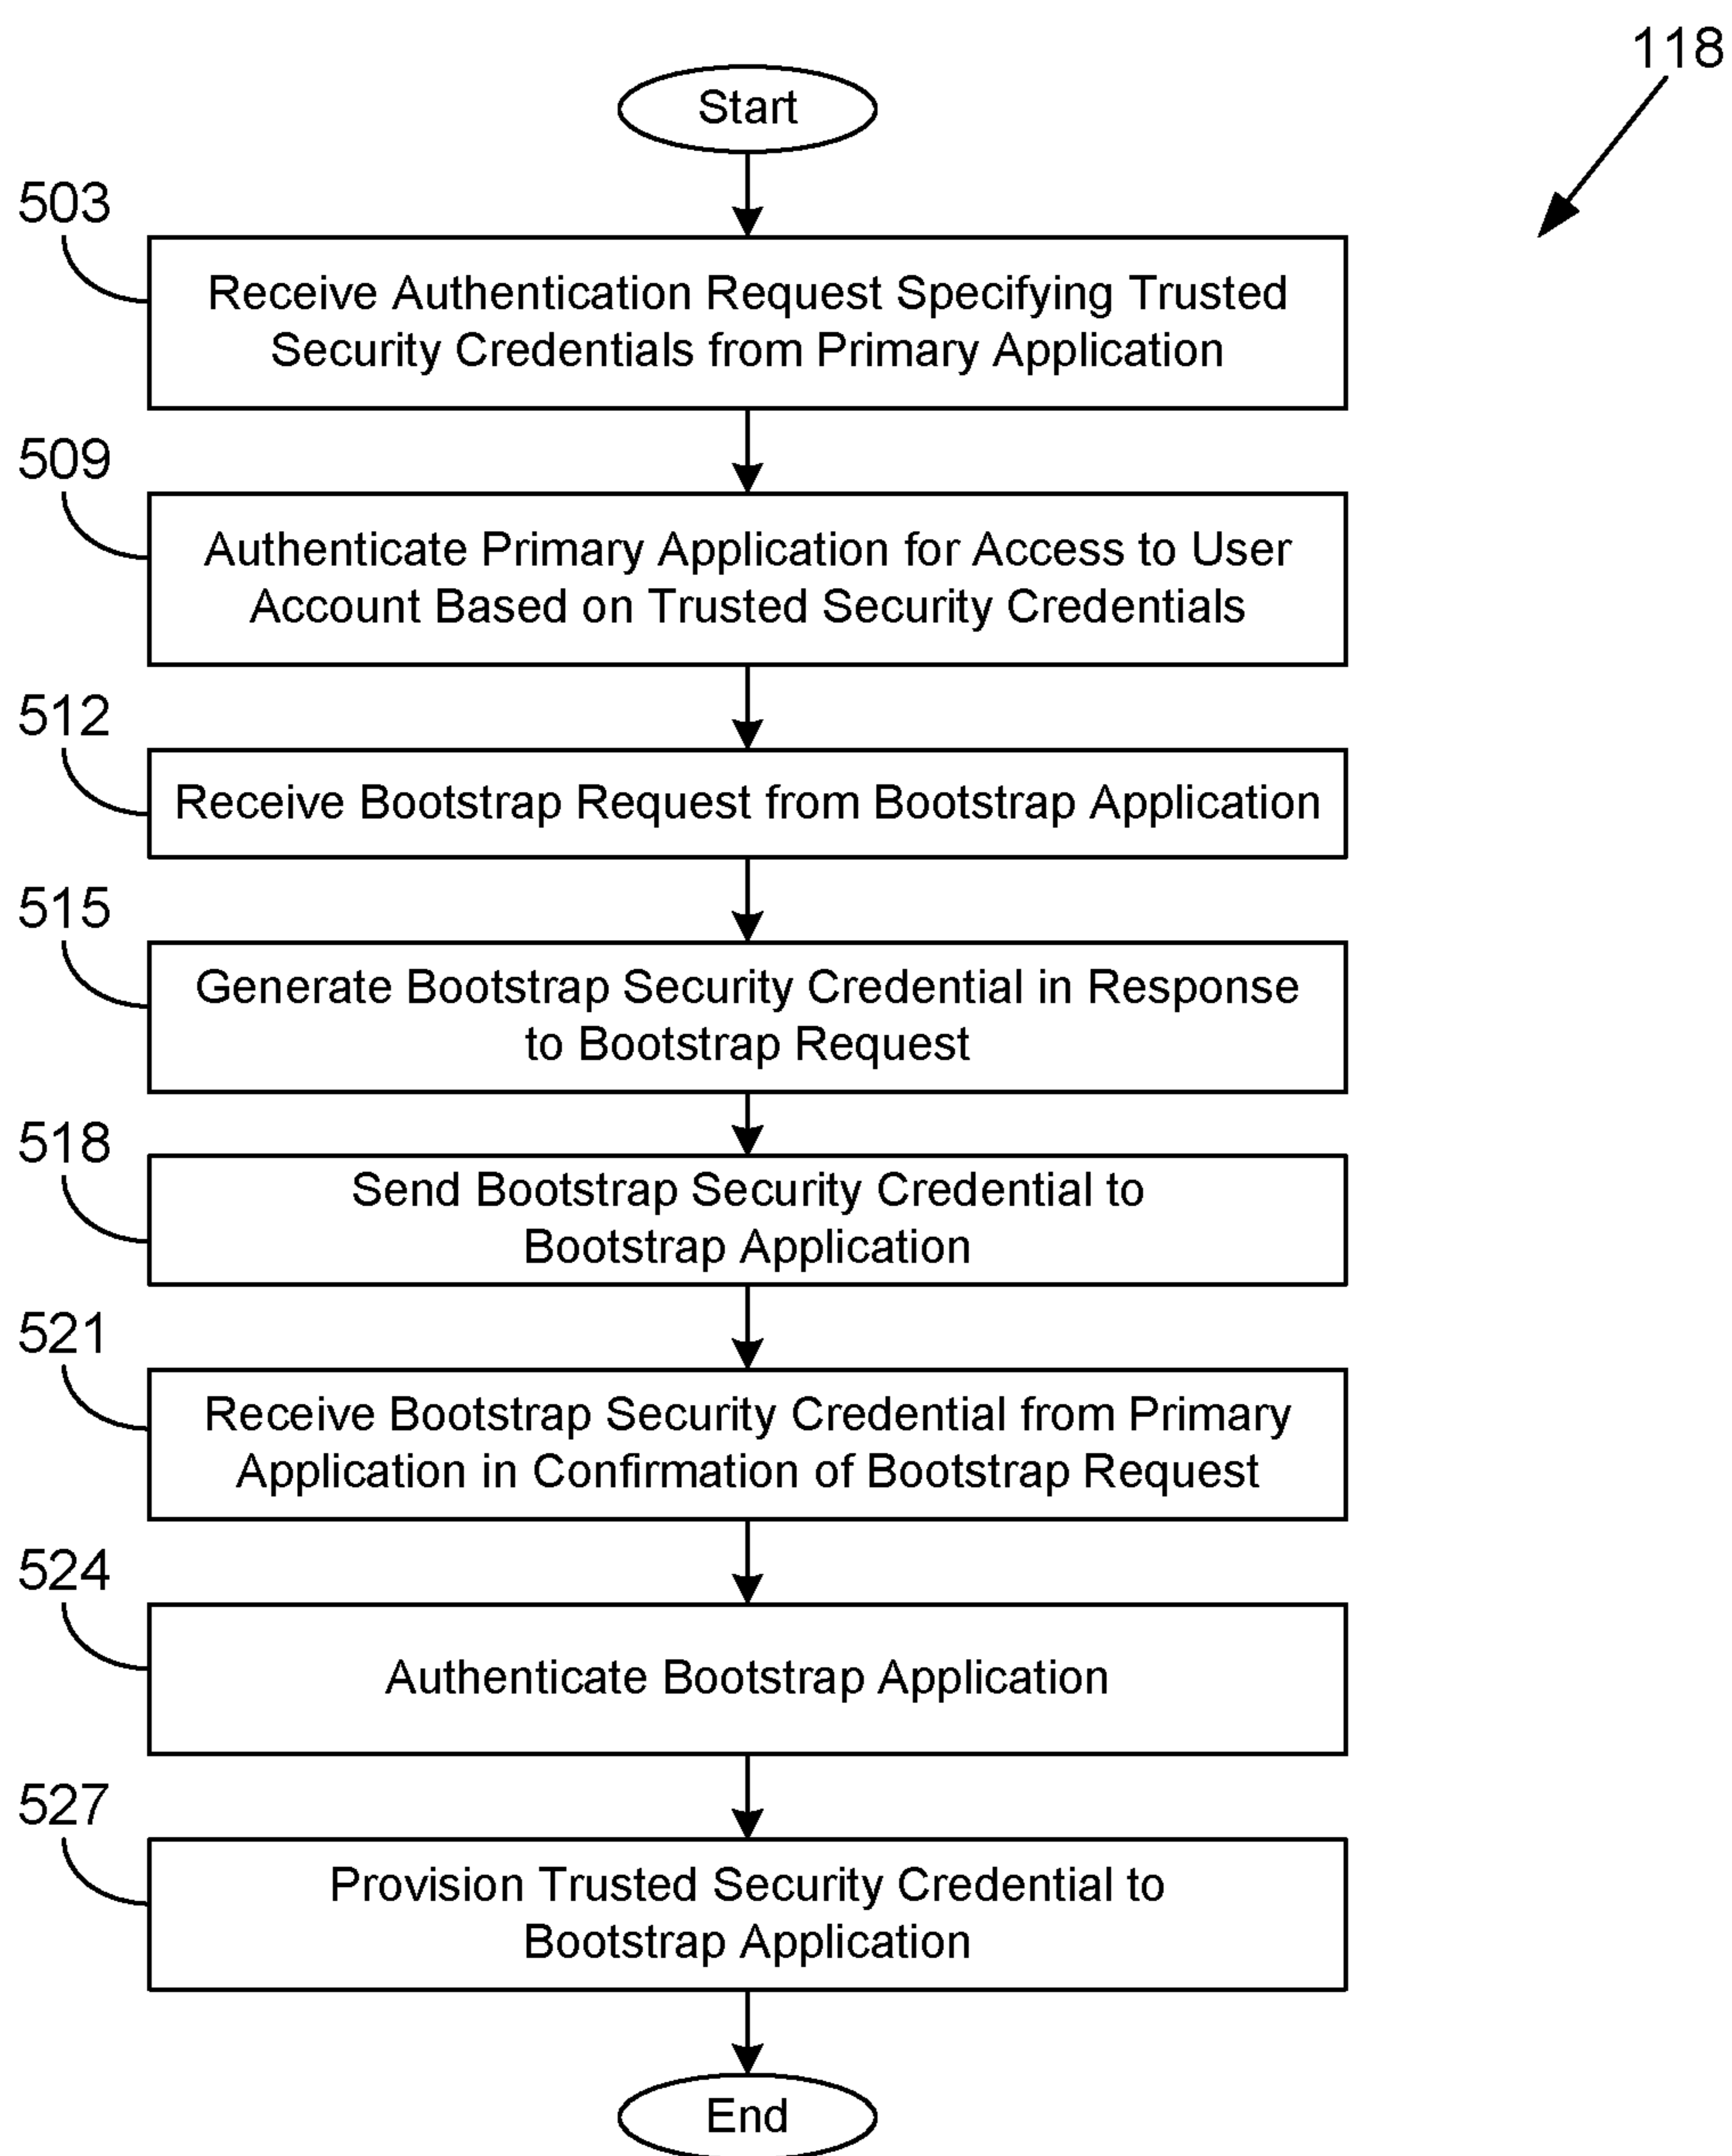 118
Start
503
Receive Authentication Request Specifying Trusted
Security Credentials from Primary Application
509
Authenticate Primary Application for Access to User
Account Based on Trusted Security Credentials
512
Receive Bootstrap Request from Bootstrap Application
515
Generate Bootstrap Security Credential in Response
to Bootstrap Request
518
Send Bootstrap Security Credential to
Bootstrap Application
521
Receive Bootstrap Security Credential from Primary
Application in Confirmation of Bootstrap Request
524
Authenticate Bootstrap Application
527
Provision Trusted Security Credential to
Bootstrap Application
End